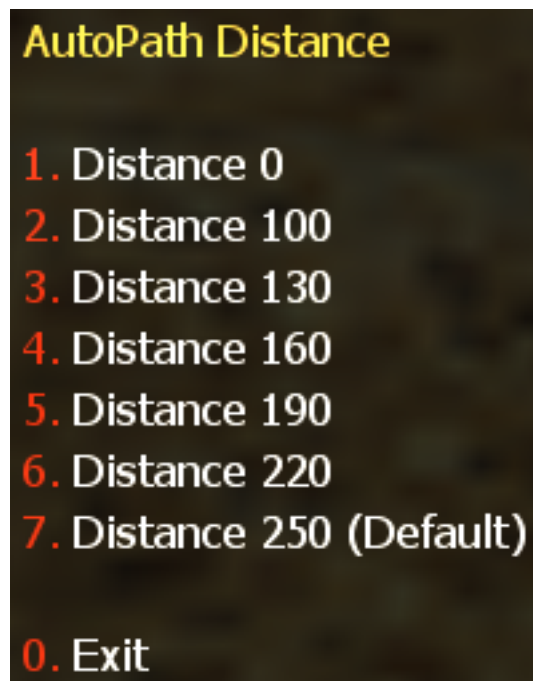 AutoPath Distance
1. Distance 0
2. Distance 100
3. Distance 130
4. Distance 160
5. Distance 190
6. Distance 220
7. Distance 250 (Default)
0. Exit